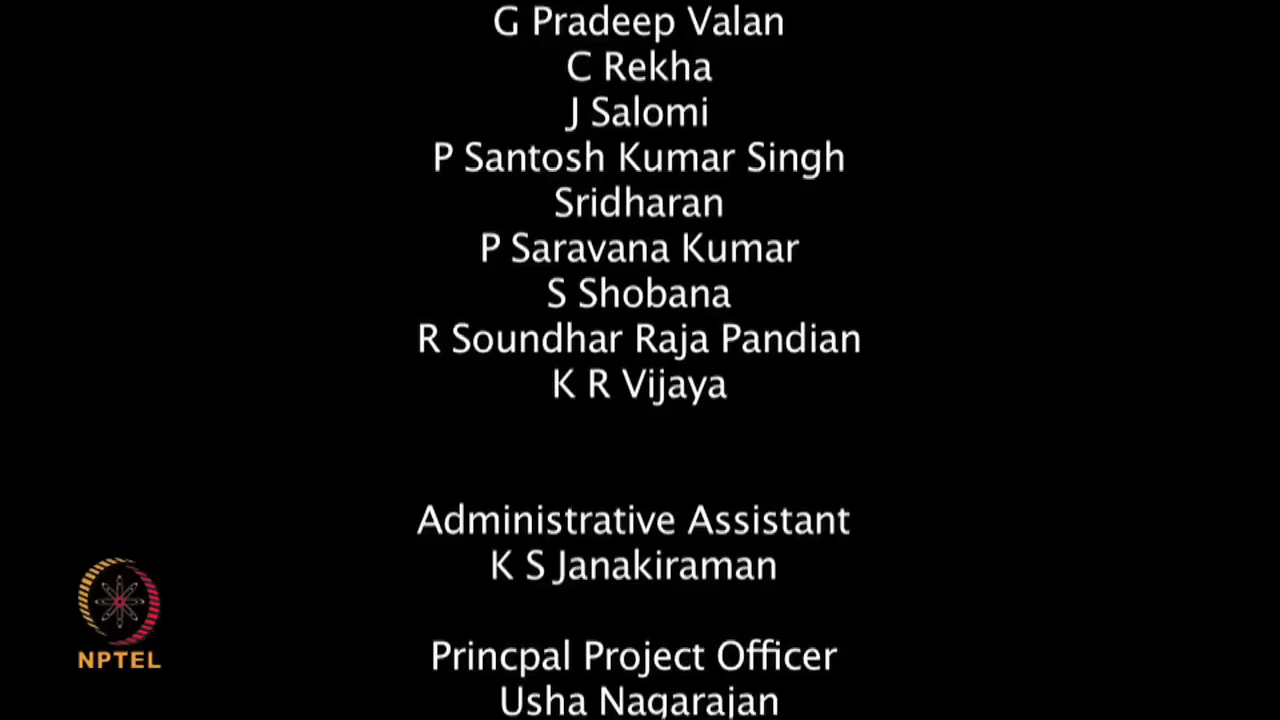 G Pradeep Valan
C Rekha
J Salomi
P Santosh Kumar Singh
Sridharan
P Saravana Kumar
S Shobana
R Soundhar Raja Pandian
K R Vijaya
Administrative Assistant
K S Janakiraman
Princpal Project Officer
Usha Nagarajan
NPTEL